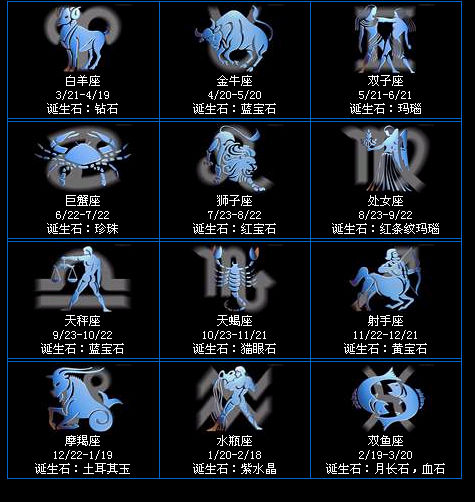 白羊座
3/21-4/19
诞生石：钻石
金牛座
4/20-5/20
诞生石：蓝宝石
双子座
5/21-6/21
诞生石：玛瑙
巨蟹座
6/22-7/22
诞生石：珍珠
狮子座
7/23-8/22
诞生石：红宝石
处女座
8/23-9/22
诞生石：红条纹玛瑙
天秤座
9/23-10/22
诞生石：蓝宝石
天蝎座
10/23-11/21
诞生石：猫眼石
射手座
11/22-12/21
诞生石：黄宝石
摩羯座
12/22-1/19
诞生石：土耳其玉
水瓶座
1/20-2/18
诞生石：紫水晶
双鱼座
2/19-3/20
诞生石：月长石，血石